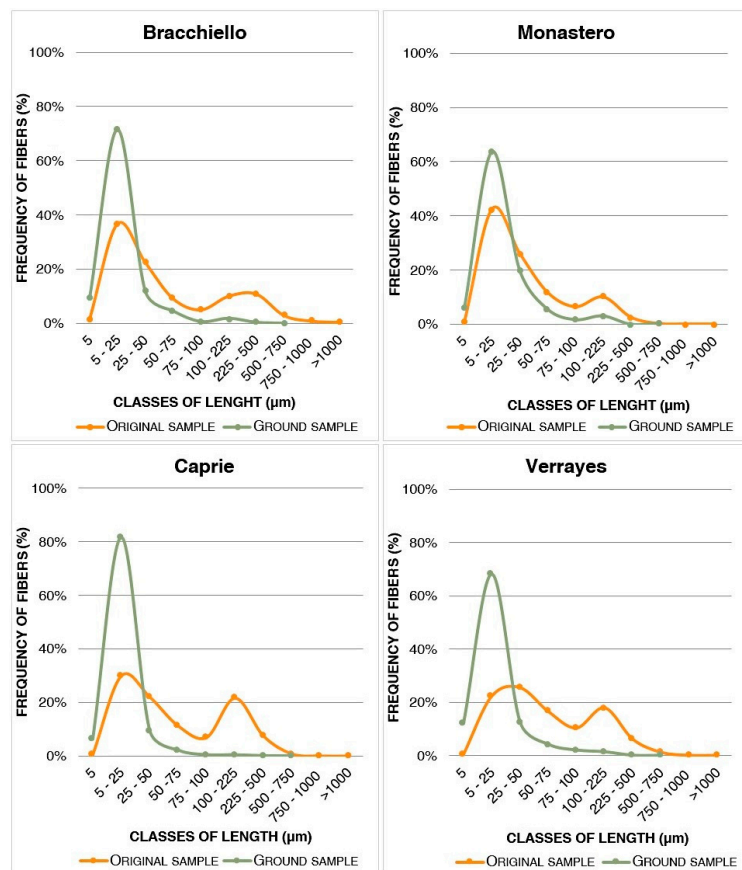 Bracchiello
100%
80%
60%
40%
20%
0%
FREQUENCY OF FIBERS (%)
5
5 - 25
25 - 50
50 -75
75 - 100
100 - 225
225 - 500
500 - 750
750 - 1000
>1000
CLASSES OF LENGHT (µm)
ORIGINAL SAMPLE GROUND SAMPLE
Monastero
100%
80%
60%
40%
20%
0%
FREQUENCY OF FIBERS (%)
5
5 - 25
25 - 50
50 -75
75 - 100
100 - 225
225 - 500
500 - 750
750 - 1000
>1000
CLASSES OF LENGHT (µm)
ORIGINAL SAMPLE GROUND SAMPLE
Caprie
100%
80%
60%
40%
20%
0%
FREQUENCY OF FIBERS (%)
5
5 - 25
25 - 50
50 -75
75 - 100
100 - 225
225 - 500
500 - 750
750 - 1000
>1000
CLASSES OF LENGTH (µm)
ORIGINAL SAMPLE GROUND SAMPLE
Verrayes
100%
80%
60%
40%
20%
0%
FREQUENCY OF FIBERS (%)
5
5 - 25
25 - 50
50 -75
75 - 100
100 - 225
225 - 500
500 - 750
750 - 1000
>1000
CLASSES OF LENGTH (µm)
ORIGINAL SAMPLE GROUND SAMPLE